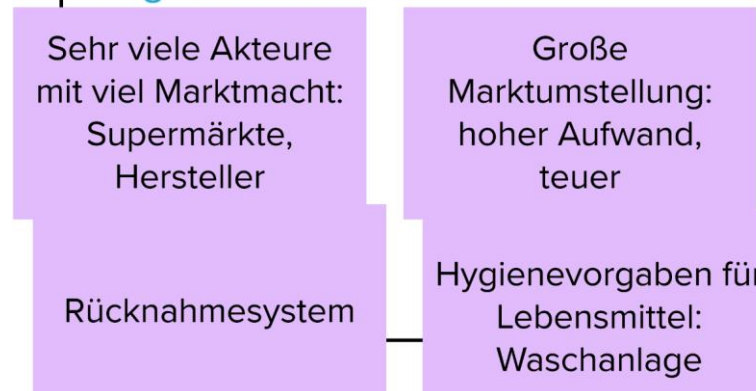 Sehr viele Akteure
mit viel Marktmacht:
Supermärkte,
Hersteller
Große
Marktumstellung:
hoher Aufwand,
teuer
Rücknahmesystem
Hygienevorgaben für
Lebensmittel:
Waschanlage